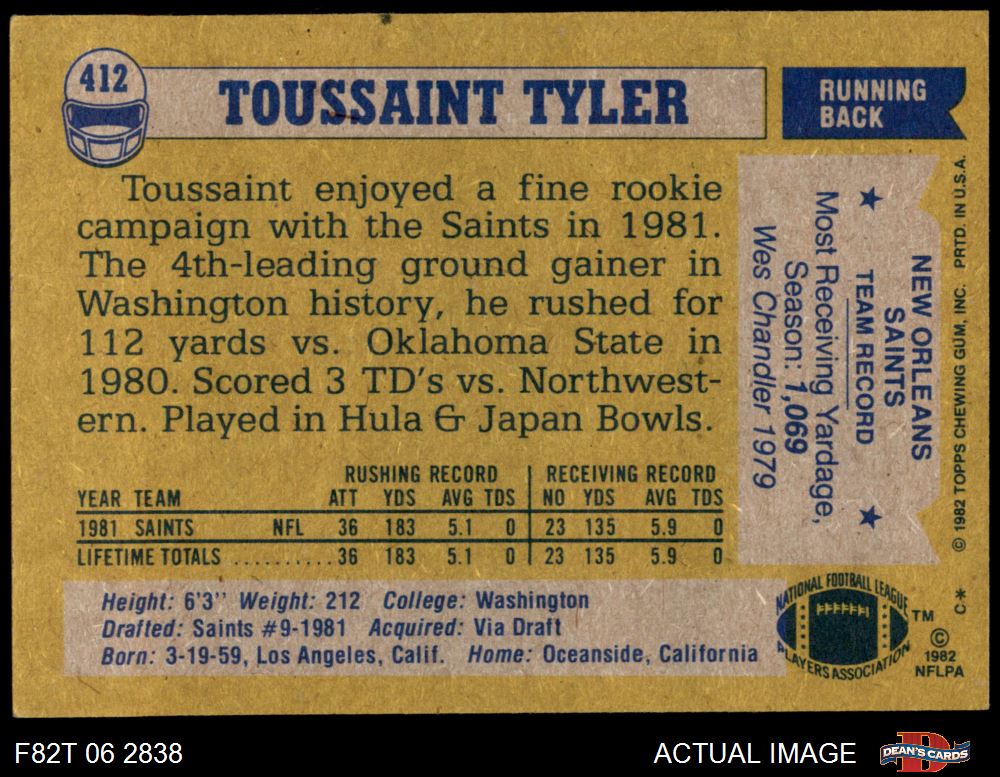 412
TOUSSAINT TYLER
RUNNING
BACK
Toussaint enjoyed a fine rookie
campaign with the Saints in 1981.
The 4th-leading ground gainer in
Washington history, he rushed for
112 yards vs. Oklahoma State in
1980. Scored 3 TD's vs. Northwest-
ern. Played in Hula & Japan Bowls.
NEW ORLEANS
SAINTS
★ TEAM RECORD ★
Most Receiving Yardage,
Season: 1,069
Wes Chandler 1979
© 1982 TOPPS CHEWING GUM, INC. PRTD. IN U.S.A.
RUSHING RECORD RECEIVING RECORD
YEAR TEAM ATT YDS AVG TDS NO YDS AVG TDS
1981 SAINTS NFL 36 183 5.1 0 23 135 5.9 0
LIFETIME TOTALS .......... 36 183 5.1 0 23 135 5.9 0
Height: 6'3" Weight: 212 College: Washington
Drafted: Saints #9-1981 Acquired: Via Draft
Born: 3-19-59, Los Angeles, Calif. Home: Oceanside, California
NATIONAL FOOTBALL LEAGUE
PLAYERS ASSOCIATION
TM
C*
©
1982
NFLPA
F82T 06 2838
ACTUAL IMAGE
D
DEAN'S CARDS